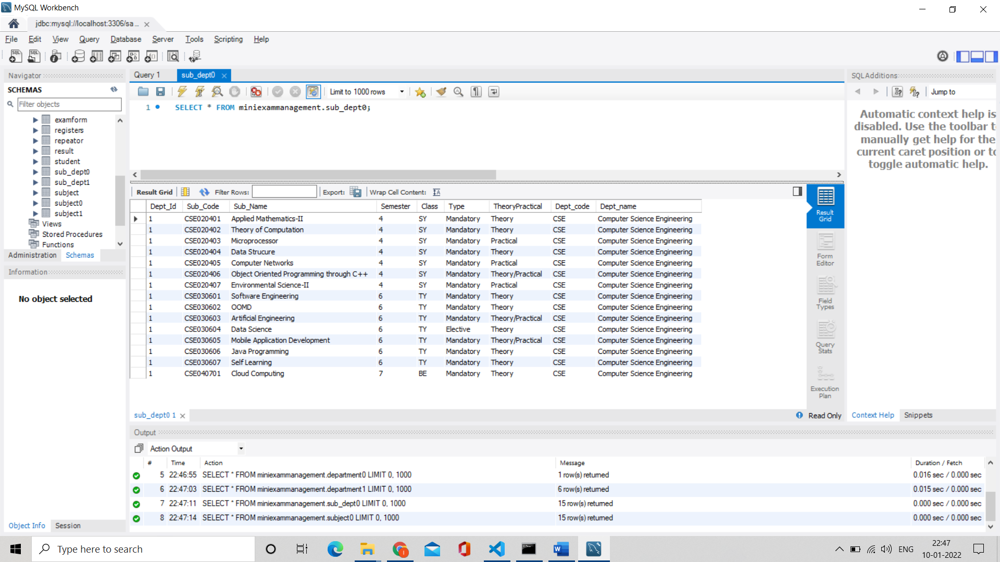 MySQL Workbench
jdbc:mysql://localhost:3306/sa...
File Edit View Query Database Server Tools Scripting Help
Navigator
SCHEMAS
Filter objects
examform
registers
repeator
result
student
sub_dept0
sub_dept1
subject
subject0
subject1
Views
Stored Procedures
Functions
Administration Schemas
Information
No object selected
Object Info Session
Query 1 sub_dept0
Limit to 1000 rows
1 SELECT * FROM miniexammanagement.sub_dept0;
Result Grid Filter Rows: Export: Wrap Cell Content:
Dept_Id Sub_Code Sub_Name Semester Class Type TheoryPractical Dept_code Dept_name
1 CSE020401 Applied Mathematics-II 4 SY Mandatory Theory CSE Computer Science Engineering
1 CSE020402 Theory of Computation 4 SY Mandatory Theory CSE Computer Science Engineering
1 CSE020403 Microprocessor 4 SY Mandatory Practical CSE Computer Science Engineering
1 CSE020404 Data Strucure 4 SY Mandatory Theory CSE Computer Science Engineering
1 CSE020405 Computer Networks 4 SY Mandatory Practical CSE Computer Science Engineering
1 CSE020406 Object Oriented Programming through C++ 4 SY Mandatory Theory/Practical CSE Computer Science Engineering
1 CSE020407 Environmental Science-II 4 SY Mandatory Practical CSE Computer Science Engineering
1 CSE030601 Software Engineering 6 TY Mandatory Theory CSE Computer Science Engineering
1 CSE030602 OOMD 6 TY Mandatory Theory CSE Computer Science Engineering
1 CSE030603 Artificial Engineering 6 TY Mandatory Theory/Practical CSE Computer Science Engineering
1 CSE030604 Data Science 6 TY Elective Theory CSE Computer Science Engineering
1 CSE030605 Mobile Application Development 6 TY Mandatory Theory/Practical CSE Computer Science Engineering
1 CSE030606 Java Programming 6 TY Mandatory Theory CSE Computer Science Engineering
1 CSE030607 Self Learning 6 TY Mandatory Theory CSE Computer Science Engineering
1 CSE040701 Cloud Computing 7 BE Mandatory Theory CSE Computer Science Engineering
Result
Grid
Form
Editor
Field
Types
Query
Stats
Execution
Plan
sub_dept0 1 Read Only
SQLAdditions
Jump to
Automatic context help is
disabled. Use the toolbar t
manually get help for the
current caret position or to
toggle automatic help.
Context Help Snippets
Output
Action Output
# Time Action Message Duration / Fetch
5 22:46:55 SELECT * FROM miniexammanagement.department0 LIMIT 0, 1000 1 row(s) returned 0.016 sec / 0.000 sec
6 22:47:03 SELECT * FROM miniexammanagement.department1 LIMIT 0, 1000 6 row(s) returned 0.015 sec / 0.000 sec
7 22:47:11 SELECT * FROM miniexammanagement.sub_dept0 LIMIT 0, 1000 15 row(s) returned 0.000 sec / 0.000 sec
8 22:47:14 SELECT * FROM miniexammanagement.subject0 LIMIT 0, 1000 15 row(s) returned 0.000 sec / 0.000 sec
Type here to search
ENG
22:47
10-01-2022